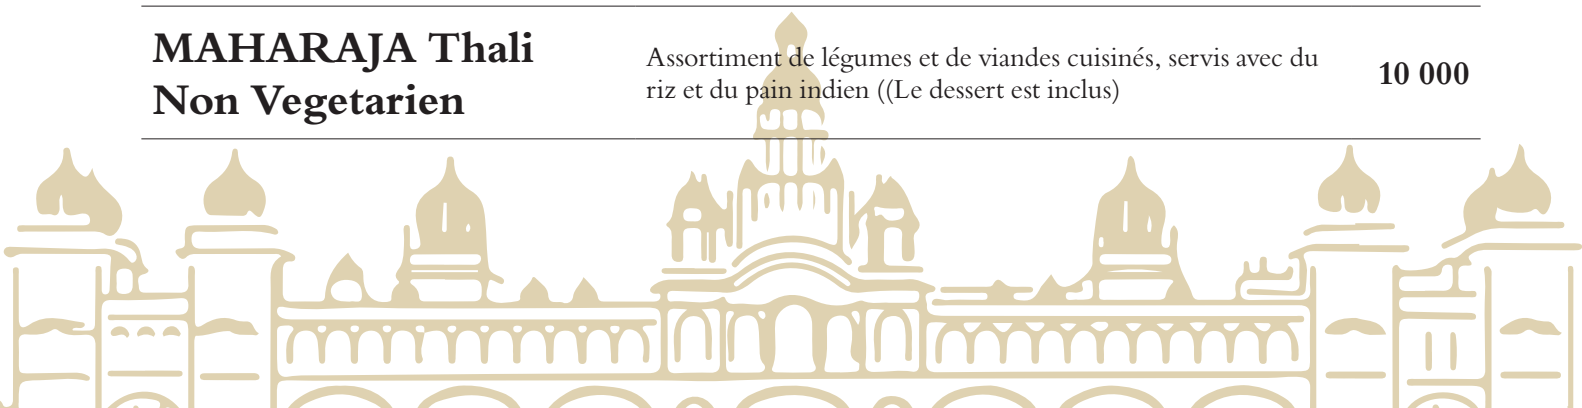 MAHARAJA Thali
Non Vegetarien
Assortiment de légumes et de viandes cuisinés, servis avec du
riz et du pain indien ((Le dessert est inclus)
10 000